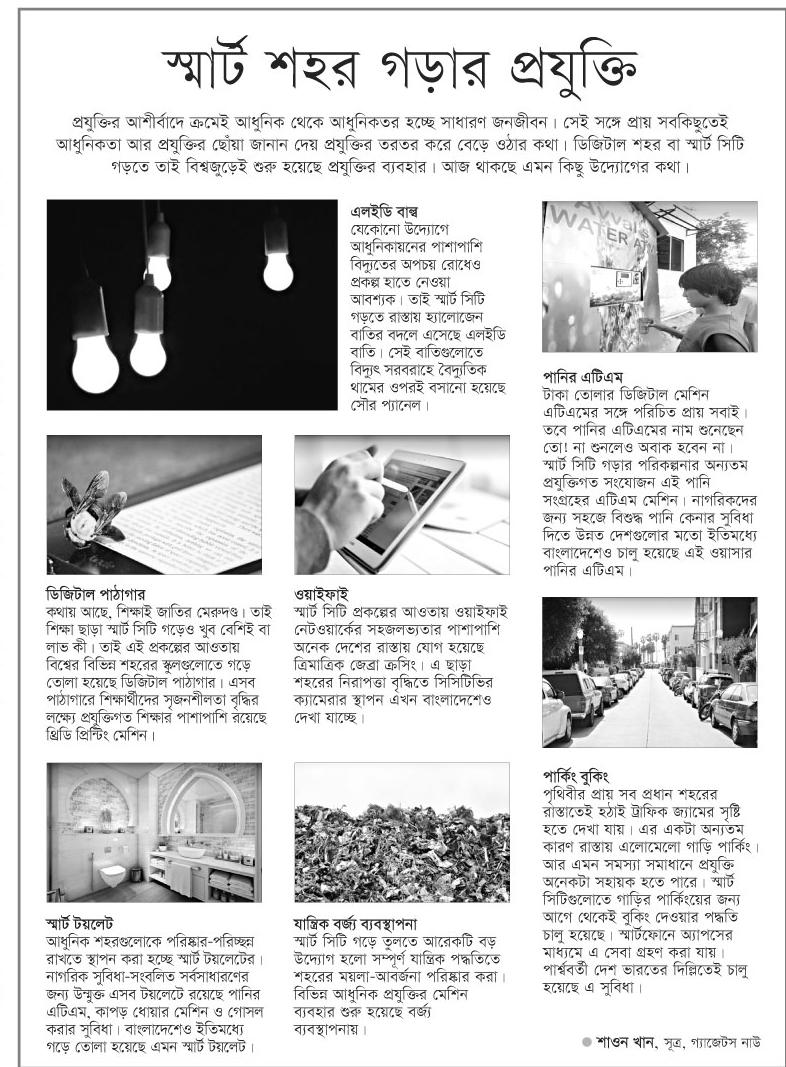 স্মার্ট শহর গড়ার প্রযুক্তি
প্রযুক্তির আশীর্বাদে ক্রমেই আধুনিক থেকে আধুনিকতর হচ্ছে সাধারণ জনজীবন। সেই সঙ্গে প্রায় সবকিছুতেই
আধুনিকতা আর প্রযুক্তির ছোঁয়া জানান দেয় প্রযুক্তির তরতর করে বেড়ে ওঠার কথা। ডিজিটাল শহর বা স্মার্ট সিটি
গড়তে তাই বিশ্বজুড়েই শুরু হয়েছে প্রযুক্তির ব্যবহার। আজ থাকছে এমন কিছু উদ্যোগের কথা।
এলইডি বাল্ব
যেকোনো উদ্যোগে
আধুনিকায়নের পাশাপাশি
বিদ্যুতের অপচয় রোধেও
প্রকল্প হাতে নেওয়া
আবশ্যক। তাই স্মার্ট সিটি
গড়তে রাস্তায় হ্যালোজেন
বাতির বদলে এসেছে এলইডি
বাতি। সেই বাতিগুলোতে
বিদ্যুৎ সরবরাহে বৈদ্যুতিক
থামের ওপরই বসানো হয়েছে
সৌর প্যানেল।
WATER
পানির এটিএম
টাকা তোলার ডিজিটাল মেশিন
এটিএমের সঙ্গে পরিচিত প্রায় সবাই।
তবে পানির এটিএমের নাম শুনেছেন
তো! না শুনলেও অবাক হবেন না।
স্মার্ট সিটি গড়ার পরিকল্পনার অন্যতম
প্রযুক্তিগত সংযোজন এই পানি
সংগ্রহের এটিএম মেশিন। নাগরিকদের
জন্য সহজে বিশুদ্ধ পানি কেনার সুবিধা
দিতে উন্নত দেশগুলোর মতো ইতিমধ্যে
বাংলাদেশেও চালু হয়েছে এই ওয়াসার
পানির এটিএম।
ডিজিটাল পাঠাগার
কথায় আছে, শিক্ষাই জাতির মেরুদণ্ড। তাই
শিক্ষা ছাড়া স্মার্ট সিটি গড়েও খুব বেশিই বা
লাভ কী। তাই এই প্রকল্পের আওতায়
বিশ্বের বিভিন্ন শহরের স্কুলগুলোতে গড়ে
তোলা হয়েছে ডিজিটাল পাঠাগার। এসব
পাঠাগারে শিক্ষার্থীদের সৃজনশীলতা বৃদ্ধির
লক্ষ্যে প্রযুক্তিগত শিক্ষার পাশাপাশি রয়েছে
থ্রিডি প্রিন্টিং মেশিন।
ওয়াইফাই
স্মার্ট সিটি প্রকল্পের আওতায় ওয়াইফাই
নেটওয়ার্কের সহজলভ্যতার পাশাপাশি
অনেক দেশের রাস্তায় যোগ হয়েছে
ত্রিমাত্রিক জেব্রা ক্রসিং। এ ছাড়া
শহরের নিরাপত্তা বৃদ্ধিতে সিসিটিভির
ক্যামেরার স্থাপন এখন বাংলাদেশেও
দেখা যাচ্ছে।
পার্কিং বুকিং
পৃথিবীর প্রায় সব প্রধান শহরের
রাস্তাতেই হঠাই ট্রাফিক জ্যামের সৃষ্টি
হতে দেখা যায়। এর একটা অন্যতম
কারণ রাস্তায় এলোমেলো গাড়ি পার্কিং।
আর এমন সমস্যা সমাধানে প্রযুক্তি
অনেকটা সহায়ক হতে পারে। স্মার্ট
সিটিগুলোতে গাড়ির পার্কিংয়ের জন্য
আগে থেকেই বুকিং দেওয়ার পদ্ধতি
চালু হয়েছে। স্মার্টফোনে অ্যাপসের
মাধ্যমে এ সেবা গ্রহণ করা যায়।
পার্শ্ববর্তী দেশ ভারতের দিল্লিতেই চালু
হয়েছে এ সুবিধা।
স্মার্ট টয়লেট
আধুনিক শহরগুলোকে পরিষ্কার-পরিচ্ছন্ন
রাখতে স্থাপন করা হচ্ছে স্মার্ট টয়লেটের।
নাগরিক সুবিধা-সংবলিত সর্বসাধারণের
জন্য উন্মুক্ত এসব টয়লেটে রয়েছে পানির
এটিএম, কাপড় ধোয়ার মেশিন ও গোসল
করার সুবিধা। বাংলাদেশেও ইতিমধ্যে
গড়ে তোলা হয়েছে এমন স্মার্ট টয়লেট।
যান্ত্রিক বর্জ্য ব্যবস্থাপনা
স্মার্ট সিটি গড়ে তুলতে আরেকটি বড়
উদ্যোগ হলো সম্পূর্ণ যান্ত্রিক পদ্ধতিতে
শহরের ময়লা-আবর্জনা পরিষ্কার করা।
বিভিন্ন আধুনিক প্রযুক্তির মেশিন
ব্যবহার শুরু হয়েছে বর্জ্য
ব্যবস্থাপনায়।
● শাওন খান, সূত্র, গ্যাজেটস নাউ